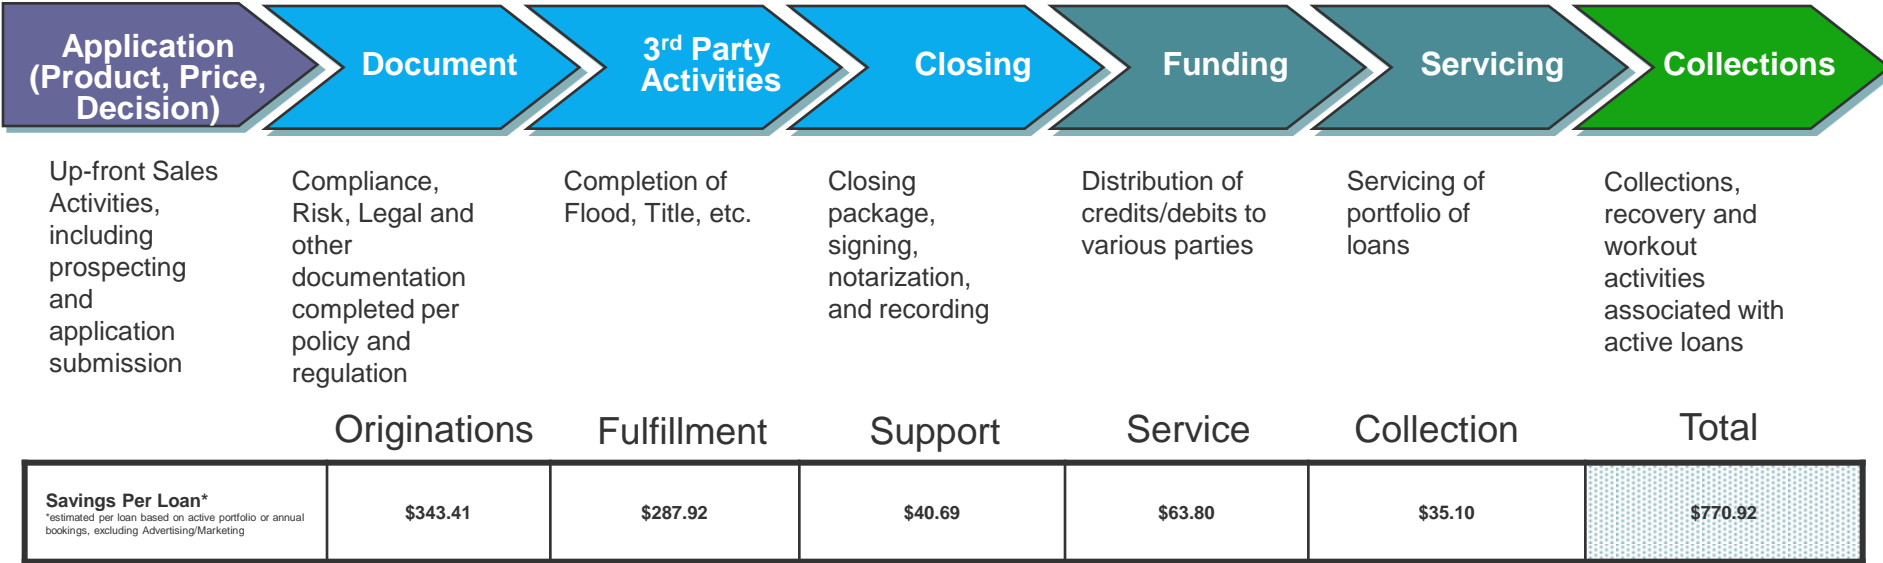 Application
(Product, Price,
Decision)
Document
3rd Party
Activities
Closing
Funding
Servicing
Collections
Up-front Sales
Activities,
including
prospecting
and
application
submission
Compliance,
Risk, Legal and
other
documentation
completed per
policy and
regulation
Completion of
Flood, Title, etc.
Closing
package,
signing,
notarization,
and recording
Distribution of
credits/debits to
various parties
Servicing of
portfolio of
loans
Collections,
recovery and
workout
activities
associated with
active loans
Originations
Fulfillment
Support
Service
Collection
Total
Savings Per Loan*
*estimated per loan based on active portfolio or annual
bookings, excluding Advertising/Marketing
$343.41
$287.92
$40.69
$63.80
$35.10
$770.92